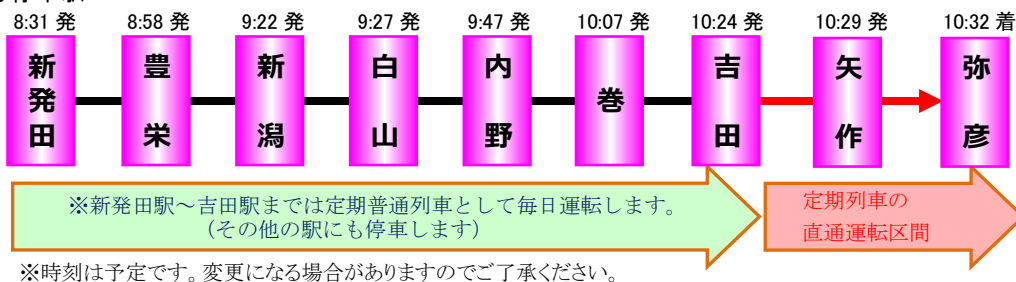 8:31 発 8:58 発 9:22 発 9:27 発 9:47 発 10:07 発 10:24 発 10:29 発 10:32 着
新発田 豊栄 新潟 白山 内野 巻 吉田 矢作 弥彦
※新発田駅～吉田駅までは定期普通列車として毎日運転します。
（その他の駅にも停車します）
定期列車の
直通運転区間
※時刻は予定です。変更になる場合がありますのでご了承ください。